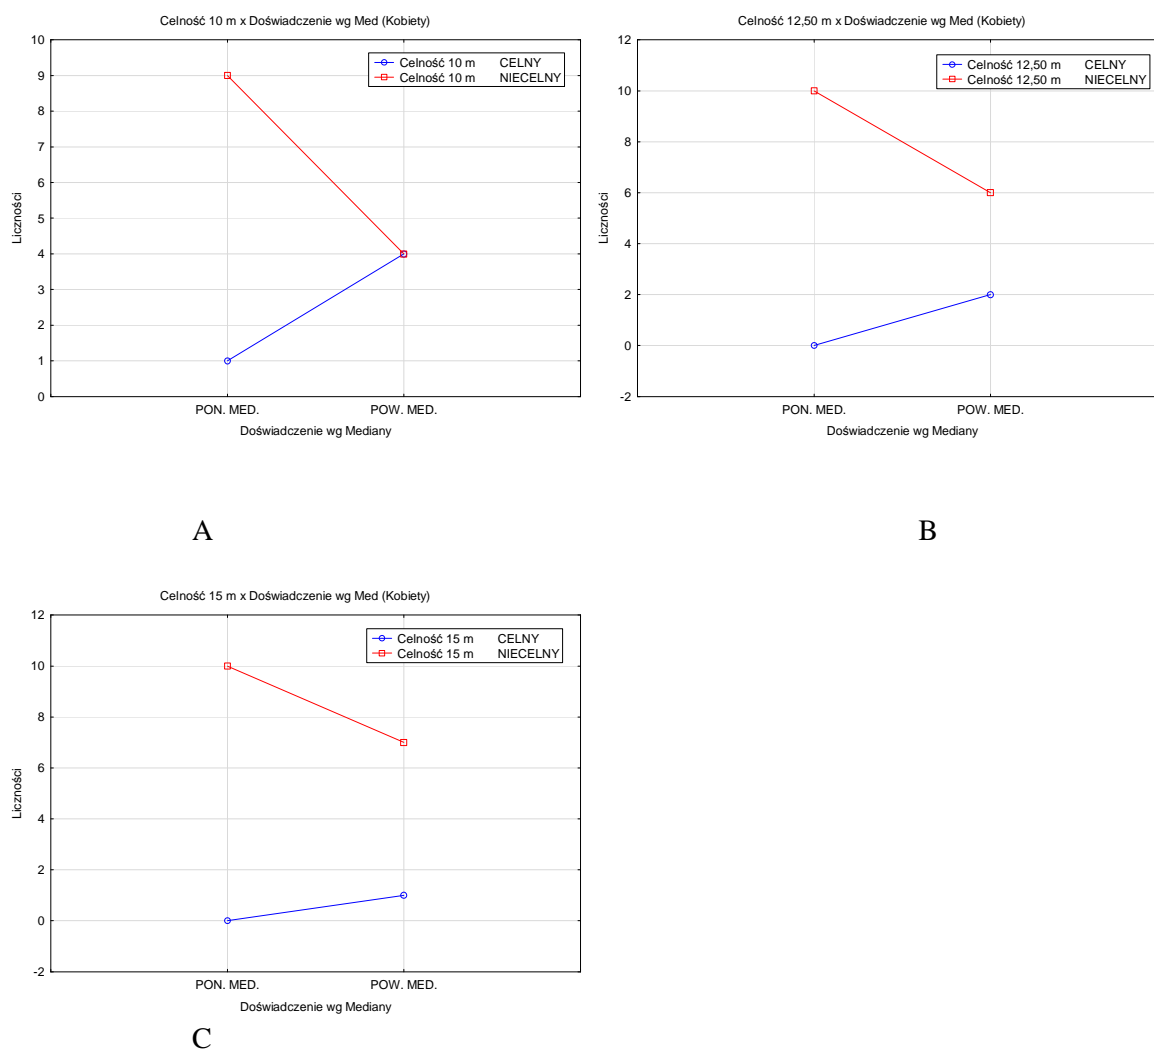 Celność 10 m x Doświadczenie wg Med (Kobiety)
10
9
8
7
6
5
4
3
2
1
0
Liczności
Celność 10 m CELNY
Celność 10 m NIECELNY
PON. MED. POW. MED.
Doświadczenie wg Mediany
A
Celność 12,50 m x Doświadczenie wg Med (Kobiety)
12
10
8
6
4
2
0
-2
Liczności
Celność 12,50 m CELNY
Celność 12,50 m NIECELNY
PON. MED. POW. MED.
Doświadczenie wg Mediany
B
Celność 15 m x Doświadczenie wg Med (Kobiety)
12
10
8
6
4
2
0
-2
Liczności
Celność 15 m CELNY
Celność 15 m NIECELNY
PON. MED. POW. MED.
Doświadczenie wg Mediany
C